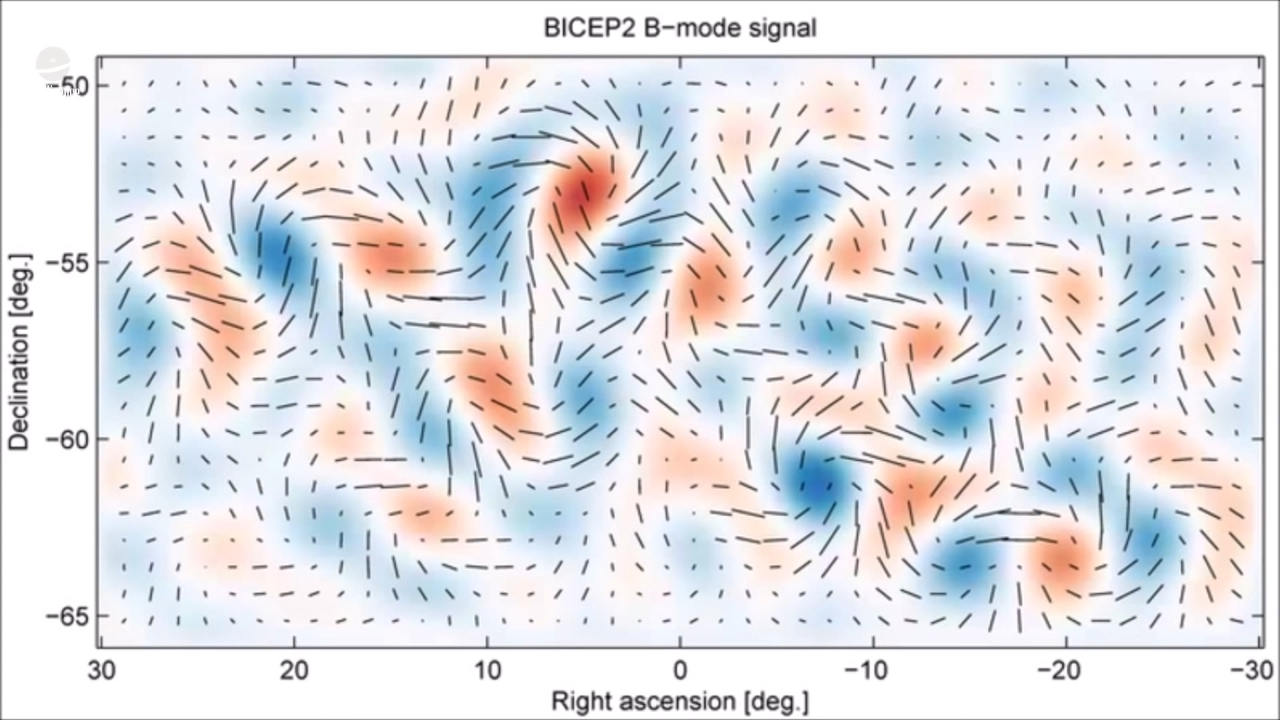 BICEP2 B−mode signal
−50
−55
−60
−65
Declination [deg.]
30 20 10 0 −10 −20 −30
Right ascension [deg.]